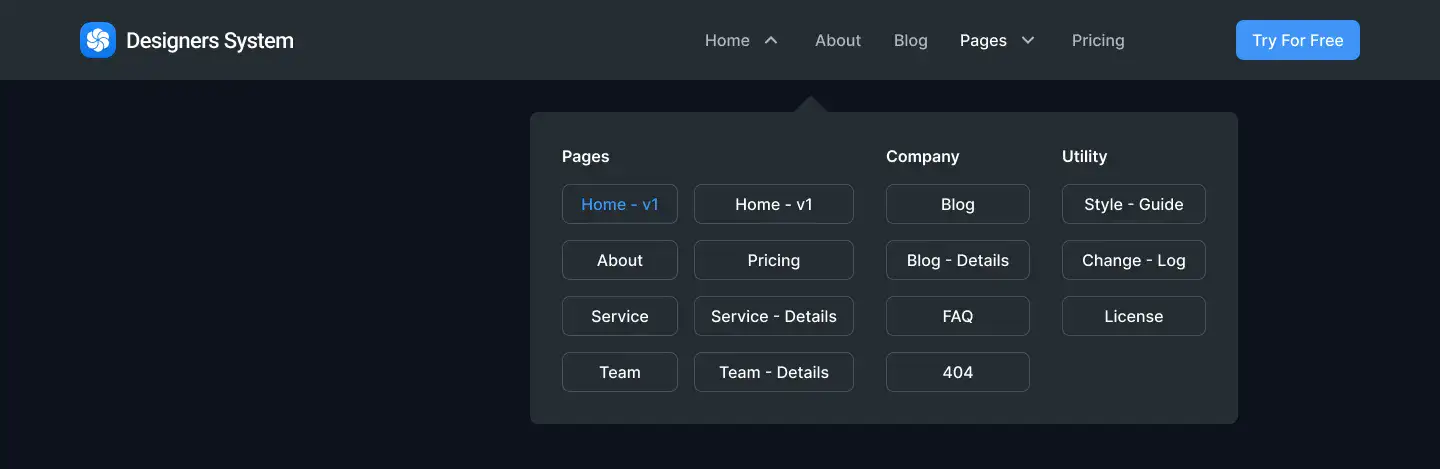 Designers System
Home About Blog Pages Pricing Try For Free
Pages Company Utility
Home - v1 Home - v1 Blog Style - Guide
About Pricing Blog - Details Change - Log
Service Service - Details FAQ License
Team Team - Details 404